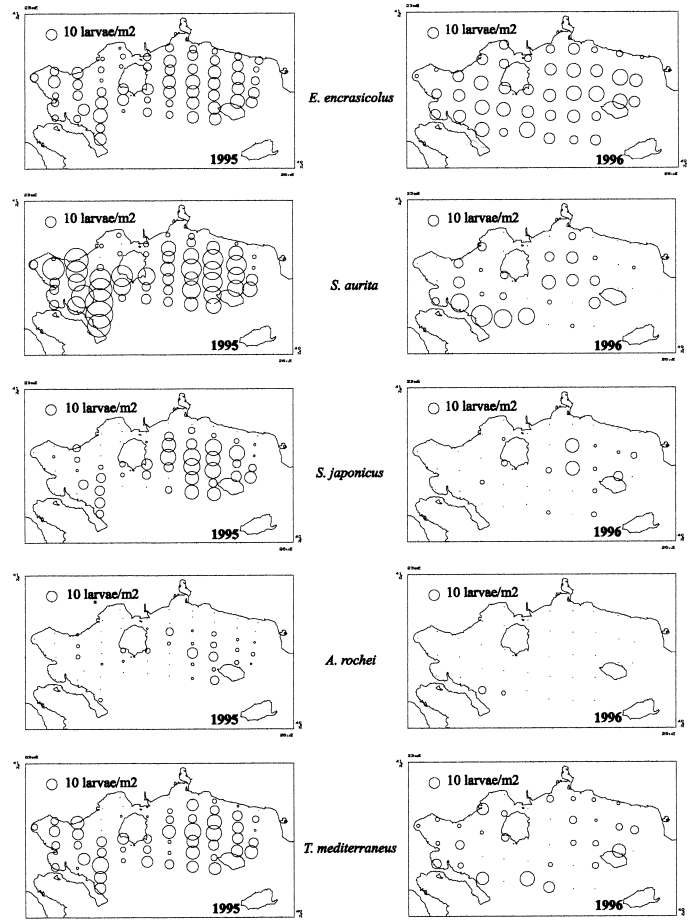 10 larvae/m2
1995
10 larvae/m2
1996
E. encrasicolus
10 larvae/m2
1995
10 larvae/m2
1996
S. aurita
10 larvae/m2
1995
10 larvae/m2
1996
S. japonicus
10 larvae/m2
1995
10 larvae/m2
1996
A. rochei
10 larvae/m2
1995
10 larvae/m2
1996
T. mediterraneus